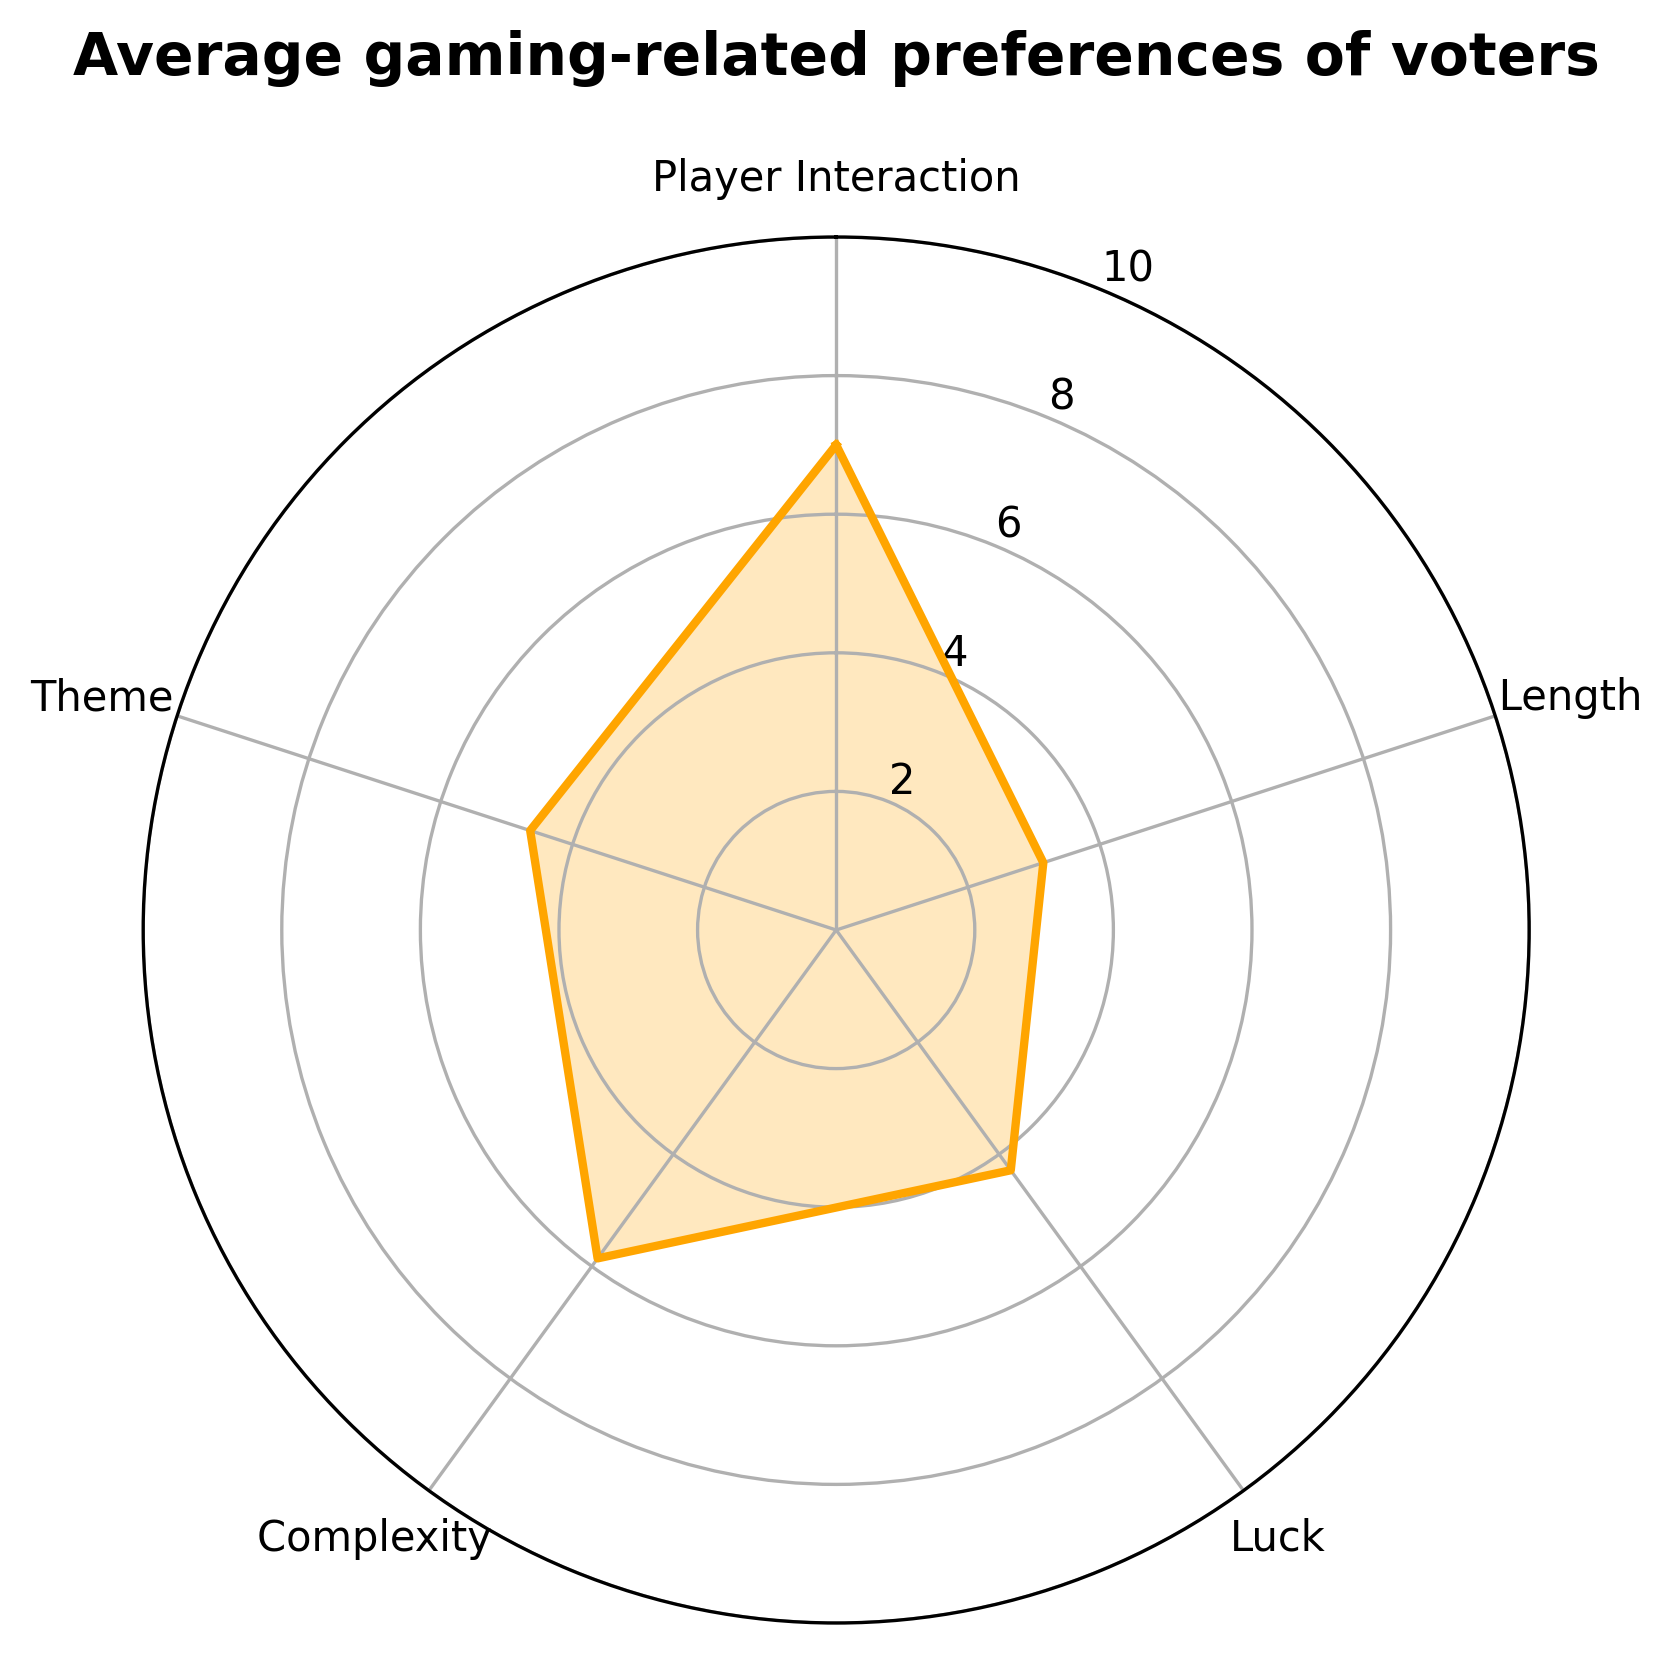 Average gaming-related preferences of voters
Player Interaction
10
8
6
4
2
Theme
Length
Complexity
Luck